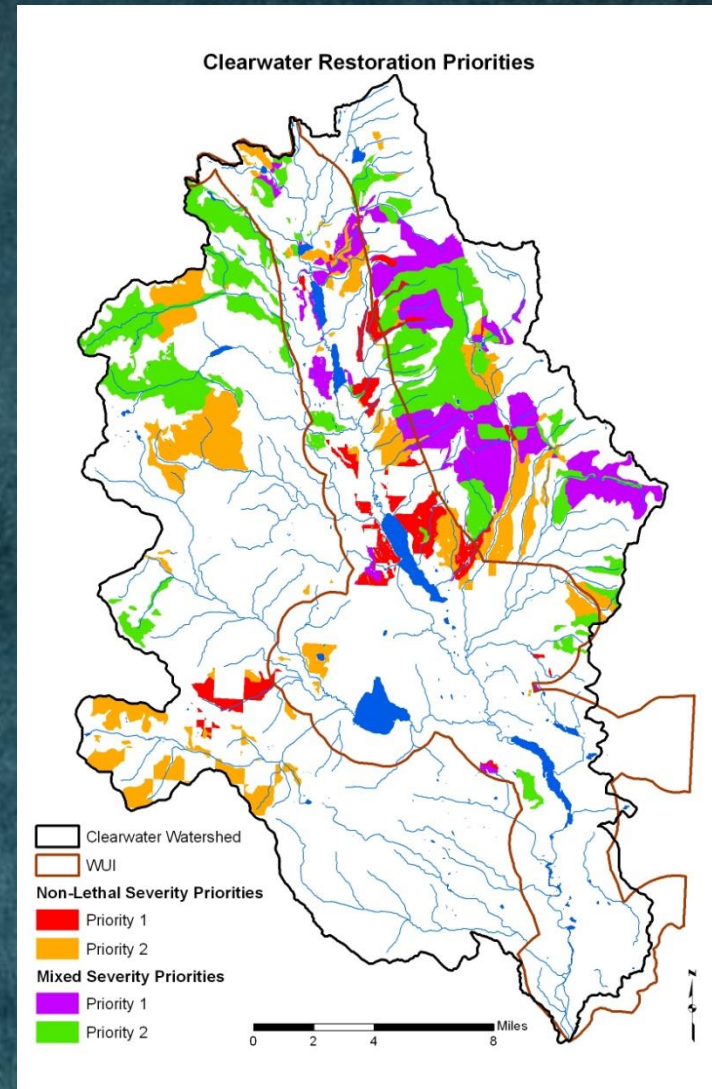 Clearwater Restoration Priorities
Clearwater Watershed
WUI
Non-Lethal Severity Priorities
Priority 1
Priority 2
Mixed Severity Priorities
Priority 1
Priority 2
Miles
0 2 4 8
N